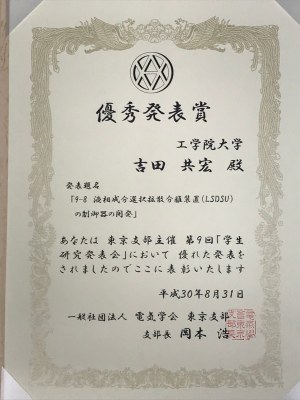 優秀発表賞
工学院大学
吉田 共宏 殿
発表題名
「9-8 液相成分選択拡散分離装置(LSDSU)
の制御器の開発」
あなたは 東京支部主催 第9回「学生
研究発表会」において 優れた発表を
されましたのでここに表彰いたします
平成30年8月31日
一般社団法人 電気学会 東京支部
支部長 岡本 浩